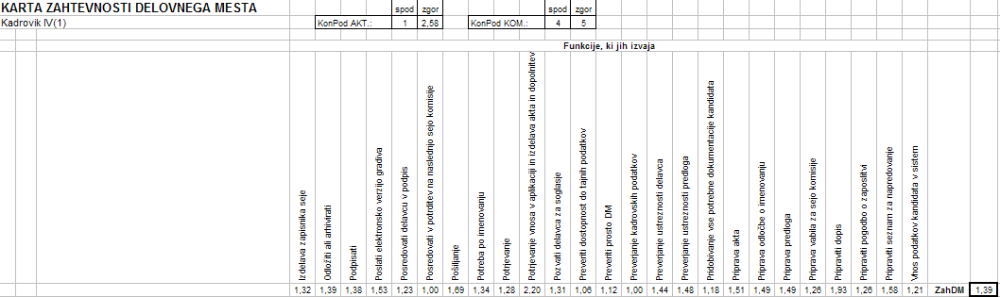 KARTA ZAHTEVNOSTI DELOVNEGA MESTA
spod zgor
spod zgor
Kadrovik IV(1)
KonPod AKT.: 1 2,58
KonPod KOM.: 4 5
Funkcije, ki jih izvaja
Izdelava zapisnika seje
Odložiti ali arhivirati
Podpisati
Poslati elektronsko verzijo gradiva
Posredovati delavcu v podpis
Posredovati v potrditev na naslednjo sejo komisije
Pošiljanje
Potreba po imenovanju
Potrjevanje
Potrjevanje vnosa v aplikaciji in izdelava akta in dopolnitev
Pozvati delavca za soglasje
Preveriti dostopnost do tajnih podatkov
Preveriti prosto DM
Preverjanje kadrovskih podatkov
Preverjanje ustreznosti delavca
Preverjanje ustreznosti predloga
Pridobivanje vse potrebne dokumentacije kandidata
Priprava akta
Priprava odločbe o imenovanju
Priprava predloga
Priprava vabila za sejo komisije
Pripraviti dopis
Pripraviti pogodbo o zaposlitvi
Pripraviti seznam za napredovanje
Vnos podatkov kandidata v sistem
1,32 1,39 1,38 1,53 1,23 1,00 1,69 1,34 1,28 2,20 1,31 1,06 1,12 1,00 1,44 1,48 1,18 1,51 1,49 1,49 1,26 1,93 1,26 1,58 1,21 ZahDM 1,39